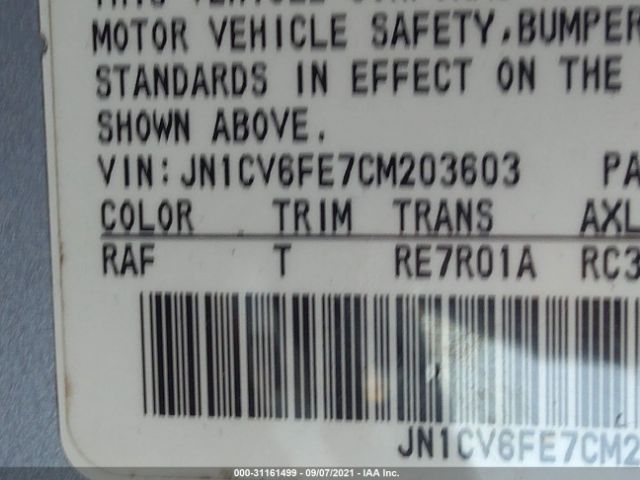 MOTOR VEHICLE SAFETY, BUMPER
STANDARDS IN EFFECT ON THE
SHOWN ABOVE.
VIN: JN1CV6FE7CM203603 PA
COLOR TRIM TRANS AXL
RAF T RE7R01A RC3
JN1CV6FE7CM2
000-31161499 - 09/07/2021 - IAA Inc.